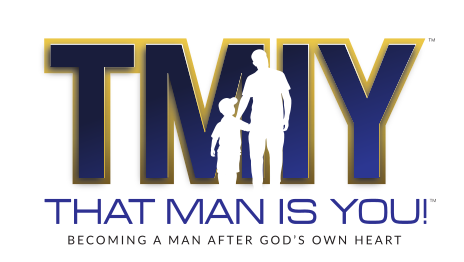 TMIY™
THAT MAN IS YOU!™
BECOMING A MAN AFTER GOD'S OWN HEART